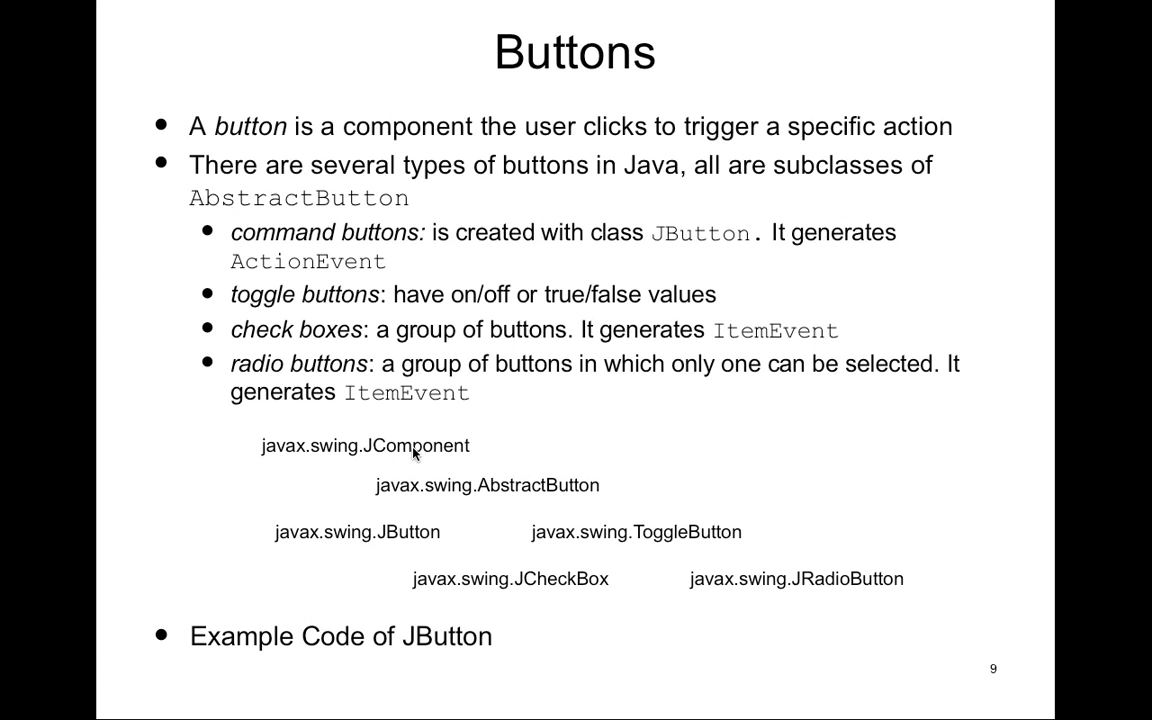 Buttons
• A button is a component the user clicks to trigger a specific action
• There are several types of buttons in Java, all are subclasses of
AbstractButton
• command buttons: is created with class JButton. It generates
ActionEvent
• toggle buttons: have on/off or true/false values
• check boxes: a group of buttons. It generates ItemEvent
• radio buttons: a group of buttons in which only one can be selected. It
generates ItemEvent
javax.swing.JComponent
javax.swing.AbstractButton
javax.swing.JButton javax.swing.ToggleButton
javax.swing.JCheckBox javax.swing.JRadioButton
• Example Code of JButton
9